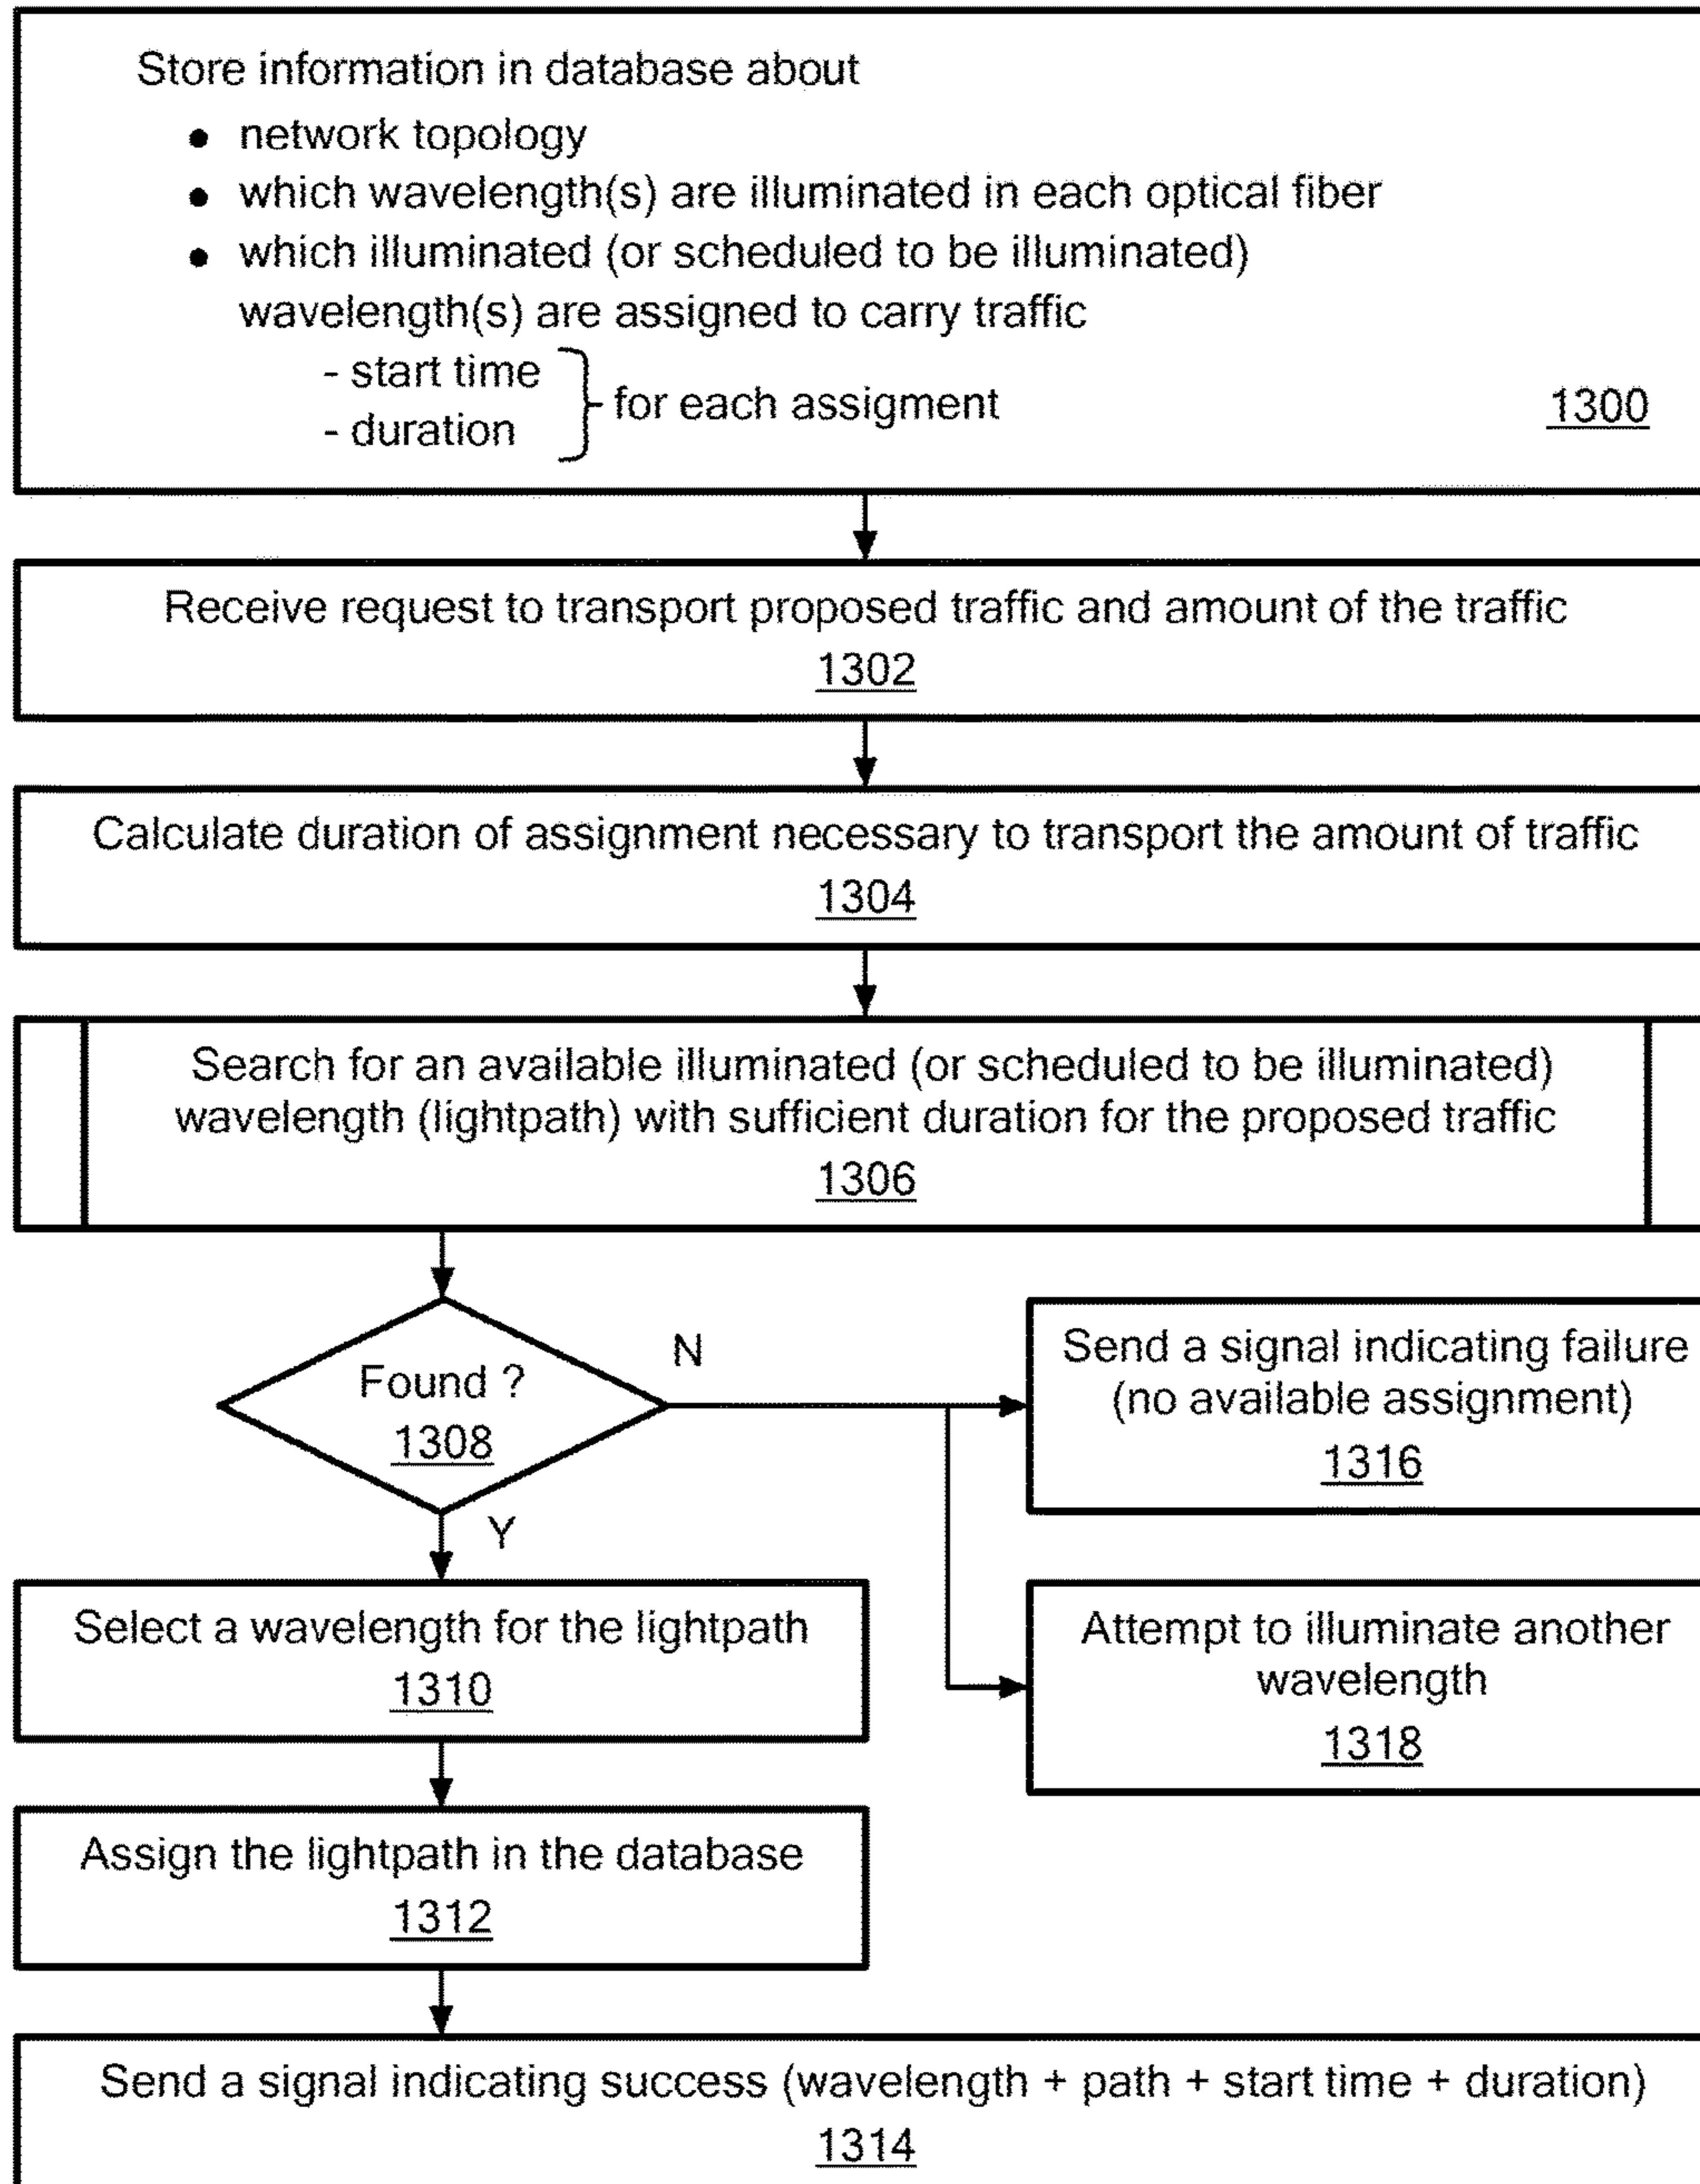 Store information in database about
• network topology
• which wavelength(s) are illuminated in each optical fiber
• which illuminated (or scheduled to be illuminated)
wavelength(s) are assigned to carry traffic
- start time
- duration
for each assigment
1300
Receive request to transport proposed traffic and amount of the traffic
1302
Calculate duration of assignment necessary to transport the amount of traffic
1304
Search for an available illuminated (or scheduled to be illuminated)
wavelength (lightpath) with sufficient duration for the proposed traffic
1306
Found ?
1308
N
Y
Send a signal indicating failure
(no available assignment)
1316
Attempt to illuminate another
wavelength
1318
Select a wavelength for the lightpath
1310
Assign the lightpath in the database
1312
Send a signal indicating success (wavelength + path + start time + duration)
1314